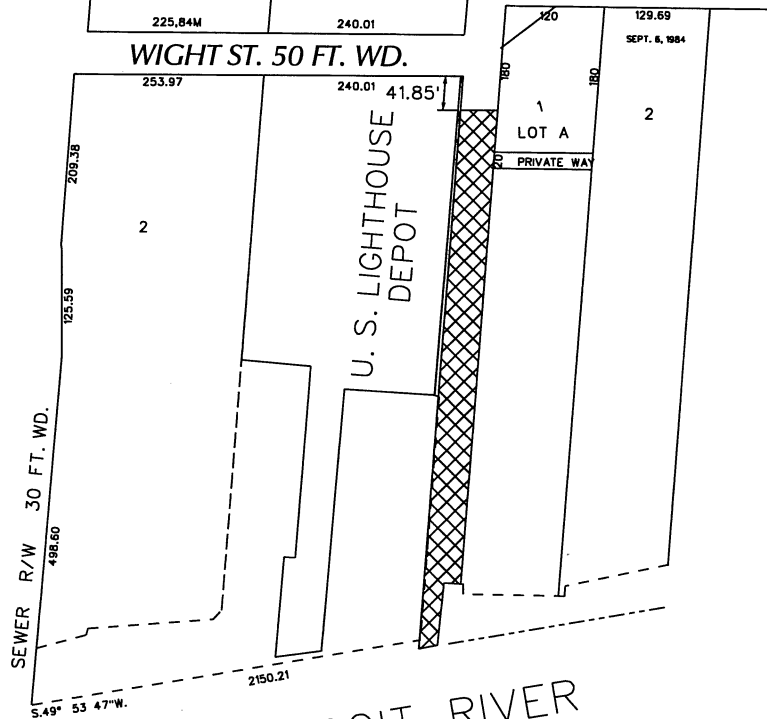 225,84M
240.01
120
129.69
SEPT. 6, 1984
WIGHT ST. 50 FT. WD.
253.97
240.01
41.85'
180
180
1
LOT A
2
20
PRIVATE WAY
209.38
2
U. S. LIGHTHOUSE
DEPOT
125.59
SEWER R/W 30 FT. WD.
498.60
2150.21
S.49° 53 47"W.
RIVER